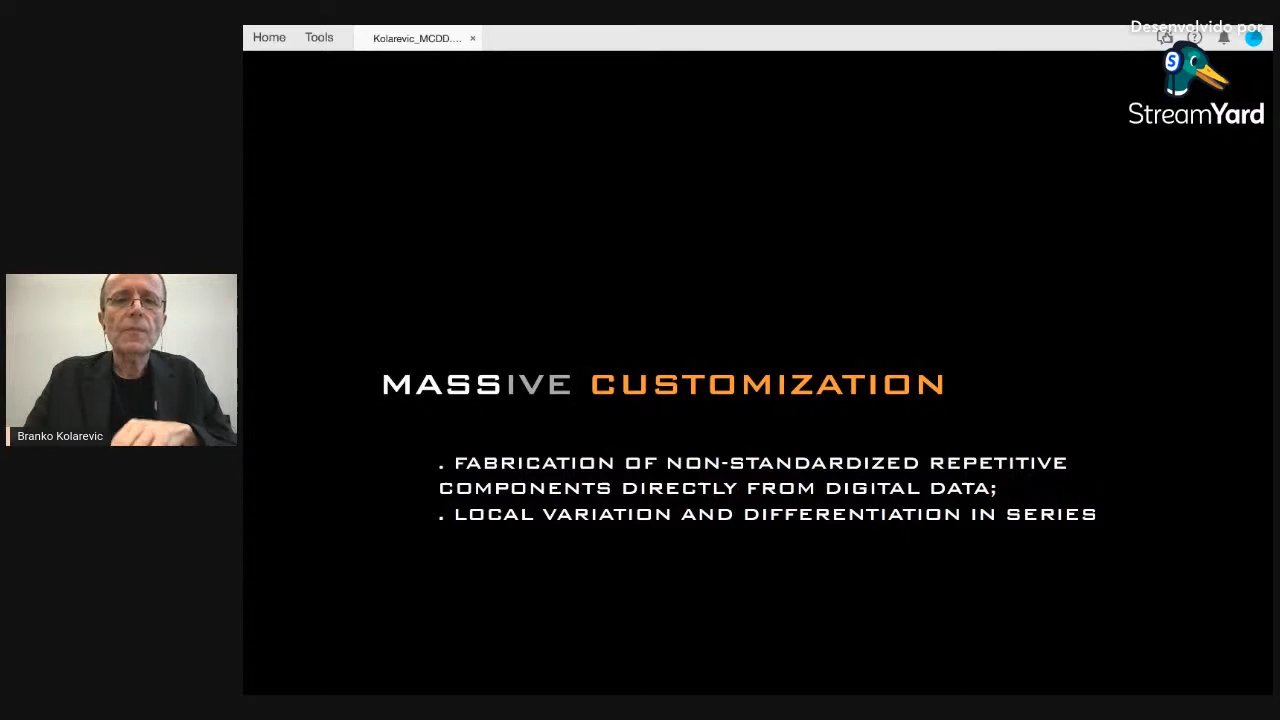 Home Tools Kolarevic_MCDD.... ×
Desenvolvido por
StreamYard
MASSIVE CUSTOMIZATION
. FABRICATION OF NON-STANDARDIZED REPETITIVE
COMPONENTS DIRECTLY FROM DIGITAL DATA;
. LOCAL VARIATION AND DIFFERENTIATION IN SERIES
Branko Kolarevic